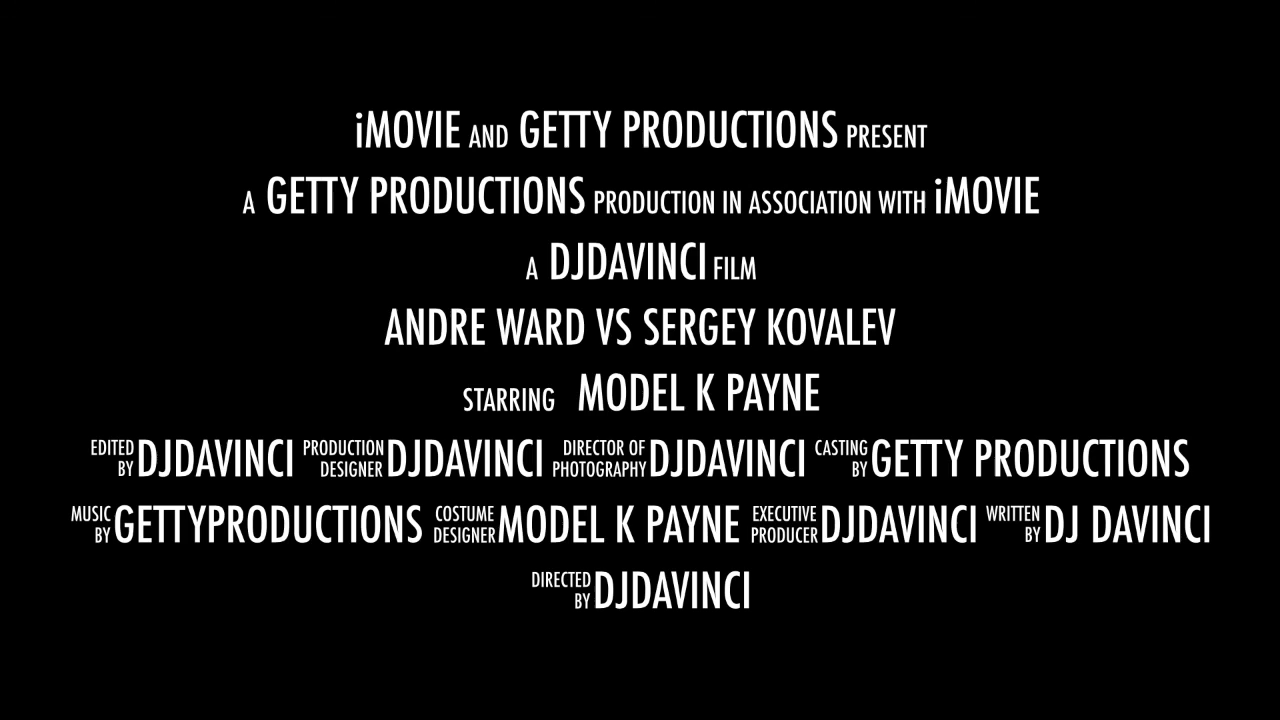 iMOVIE AND GETTY PRODUCTIONS PRESENT
A GETTY PRODUCTIONS PRODUCTION IN ASSOCIATION WITH iMOVIE
A DJDAVINCI FILM
ANDRE WARD VS SERGEY KOVALEV
STARRING MODEL K PAYNE
EDITED BY DJDAVINCI PRODUCTION DESIGNER DJDAVINCI DIRECTOR OF PHOTOGRAPHY DJDAVINCI CASTING BY GETTY PRODUCTIONS
MUSIC BY GETTYPRODUCTIONS COSTUME DESIGNER MODEL K PAYNE EXECUTIVE PRODUCER DJDAVINCI WRITTEN BY DJ DAVINCI
DIRECTED BY DJDAVINCI